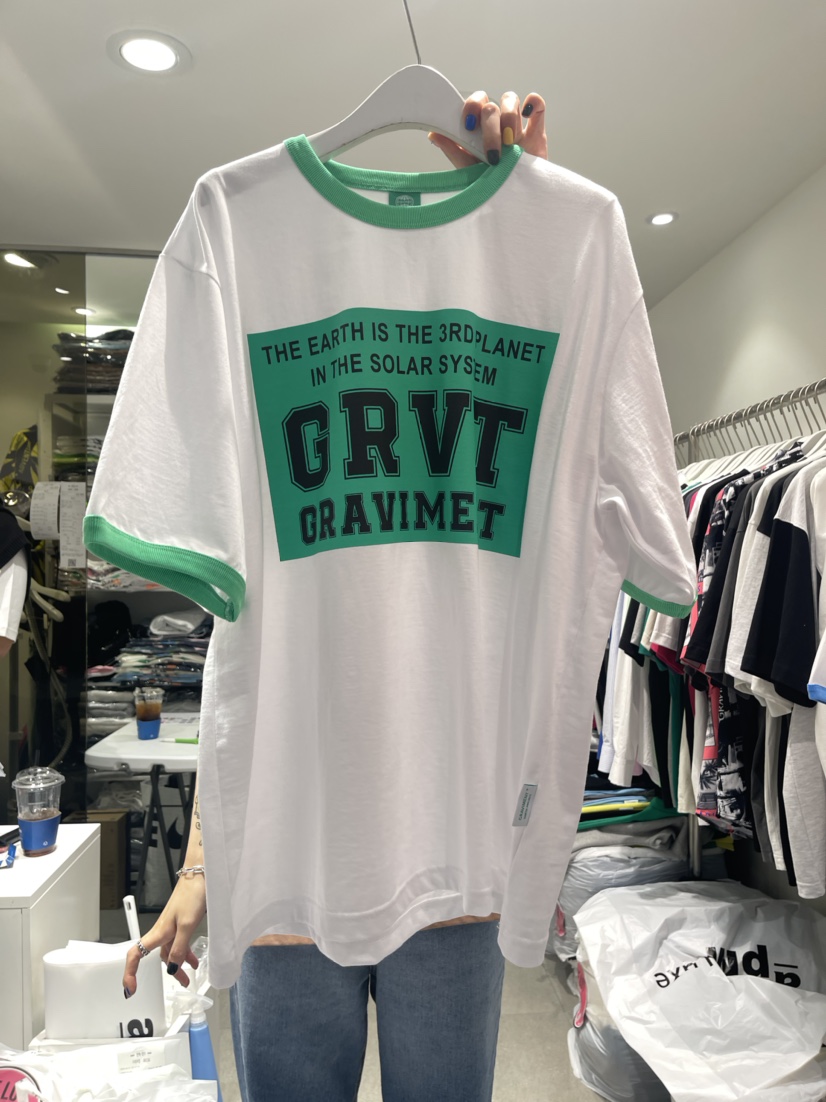 THE EARTH IS THE 3RD PLANET
IN THE SOLAR SYSTEM
GRVT
GRAVIMET